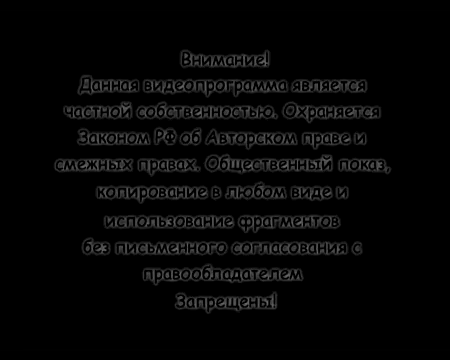 Внимание!
Данная видеопрограмма является
частной собственностью. Охраняется
Законом РФ об Авторском праве и
смежных правах. Общественный показ,
копирование в любом виде и
использование фрагментов
без письменного согласования с
правообладателем
Запрещены!